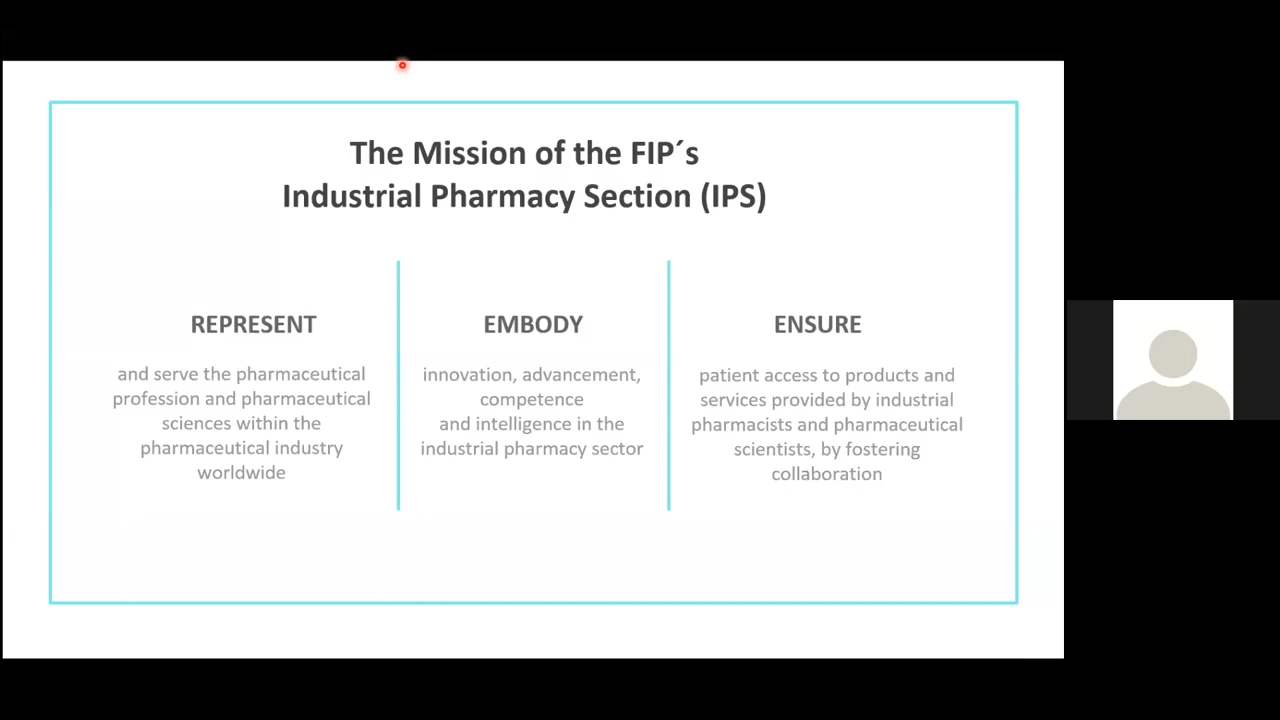 The Mission of the FIP´s
Industrial Pharmacy Section (IPS)
REPRESENT
and serve the pharmaceutical
profession and pharmaceutical
sciences within the
pharmaceutical industry
worldwide
EMBODY
innovation, advancement,
competence
and intelligence in the
industrial pharmacy sector
ENSURE
patient access to products and
services provided by industrial
pharmacists and pharmaceutical
scientists, by fostering
collaboration